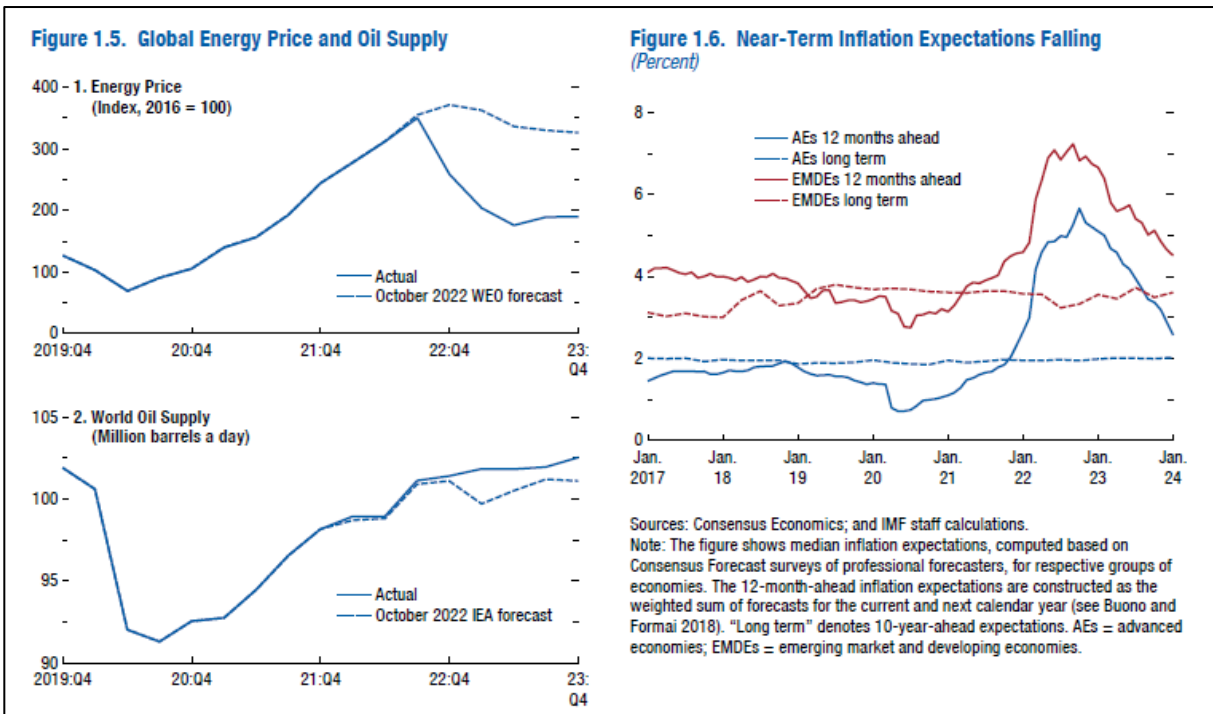 Figure 1.5. Global Energy Price and Oil Supply
400 – 1. Energy Price
(Index, 2016 = 100)
300
200
100
0
Actual
October 2022 WEO forecast
2019:Q4
20:Q4
21:Q4
22:Q4
23:
Q4
105 – 2. World Oil Supply
(Million barrels a day)
100
95
90
Actual
October 2022 IEA forecast
2019:Q4
20:Q4
21:Q4
22:Q4
23:
Q4
Figure 1.6. Near-Term Inflation Expectations Falling
(Percent)
8
6
4
2
0
AEs 12 months ahead
AEs long term
EMDEs 12 months ahead
EMDEs long term
Jan. Jan. Jan. Jan. Jan. Jan. Jan. Jan.
2017 18 19 20 21 22 23 24
Sources: Consensus Economics; and IMF staff calculations.
Note: The figure shows median inflation expectations, computed based on
Consensus Forecast surveys of professional forecasters, for respective groups of
economies. The 12-month-ahead inflation expectations are constructed as the
weighted sum of forecasts for the current and next calendar year (see Buono and
Formai 2018). “Long term” denotes 10-year-ahead expectations. AEs = advanced
economies; EMDEs = emerging market and developing economies.